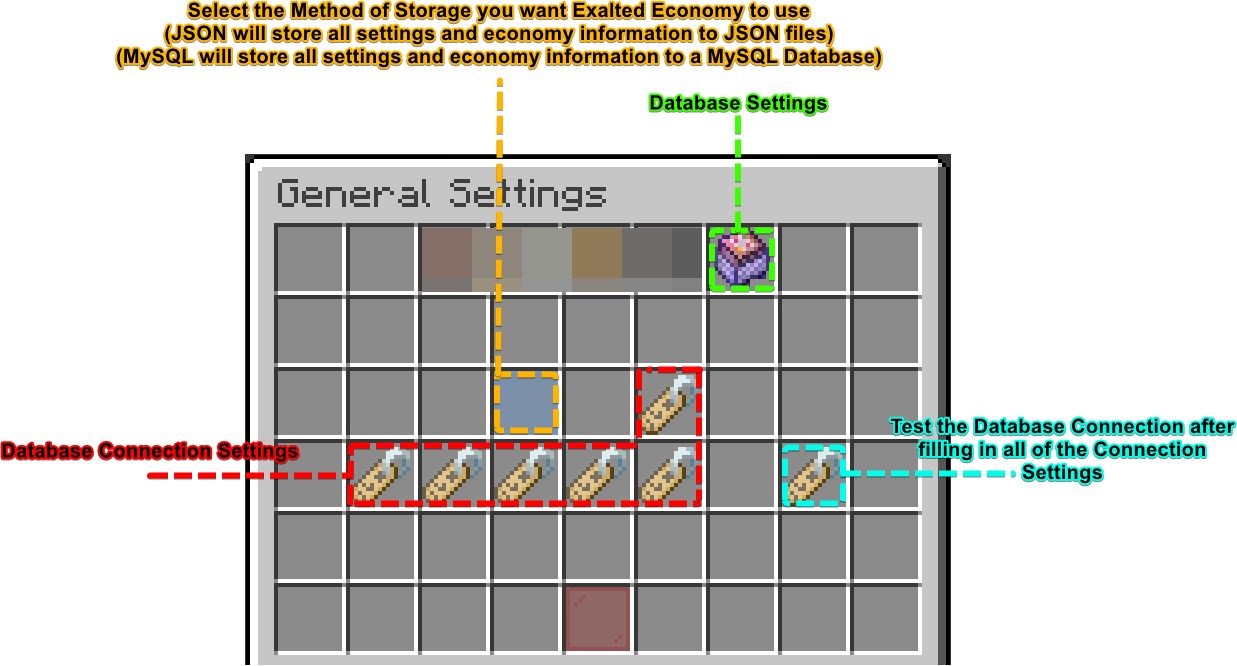 Select the Method of Storage you want Exalted Economy to use
(JSON will store all settings and economy information to JSON files)
(MySQL will store all settings and economy information to a MySQL Database)
Database Settings
General Settings
Database Connection Settings
Test the Database Connection after
filling in all of the Connection
Settings